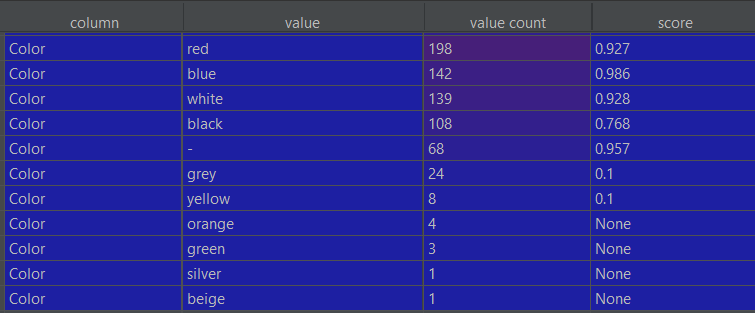 column value value count score
Color red 198 0.927
Color blue 142 0.986
Color white 139 0.928
Color black 108 0.768
Color - 68 0.957
Color grey 24 0.1
Color yellow 8 0.1
Color orange 4 None
Color green 3 None
Color silver 1 None
Color beige 1 None